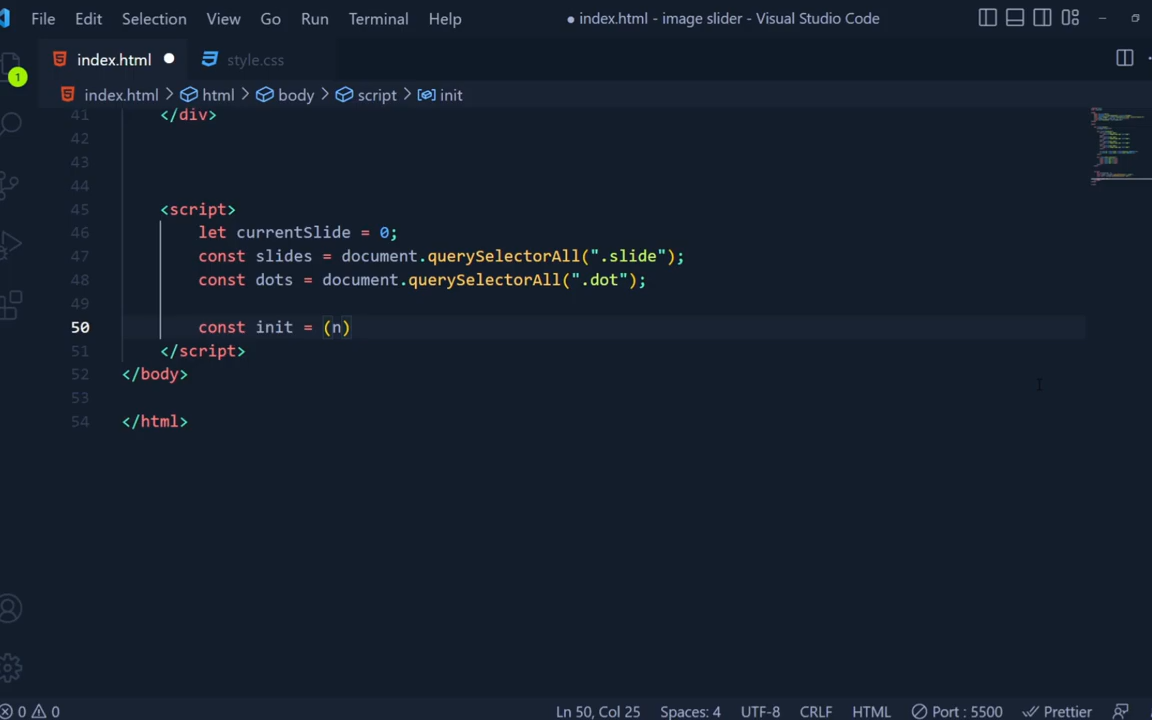 File Edit Selection View Go Run Terminal Help ● index.html - image slider - Visual Studio Code
index.html ● style.css
1
index.html > html > body > script > init
41 </div>
42
43
44
45 <script>
46 let currentSlide = 0;
47 const slides = document.querySelectorAll(".slide");
48 const dots = document.querySelectorAll(".dot");
49
50 const init = (n)
51 </script>
52 </body>
53
54 </html>
0 0 Ln 50, Col 25 Spaces: 4 UTF-8 CRLF HTML Port : 5500 Prettier